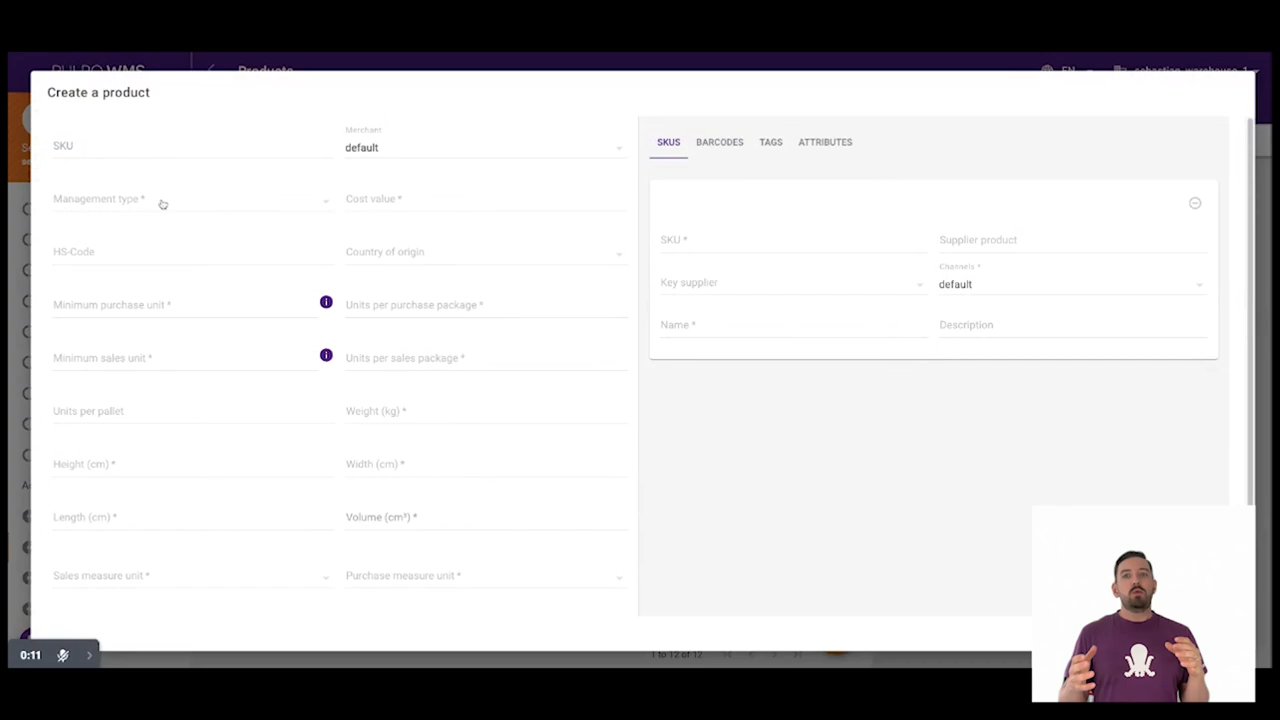 PULPO WMS
Products
EN
sebastian_warehouse_1
Create a product
SKU
Merchant
default
Management type *
Cost value *
HS-Code
Country of origin
Minimum purchase unit *
i
Units per purchase package *
Minimum sales unit *
i
Units per sales package *
Units per pallet
Weight (kg) *
Height (cm) *
Width (cm) *
Length (cm) *
Volume (cm³) *
Sales measure unit *
Purchase measure unit *
SKUS BARCODES TAGS ATTRIBUTES
SKU *
Supplier product
Key supplier
Channels *
default
Name *
Description
1 to 12 of 12
0:11